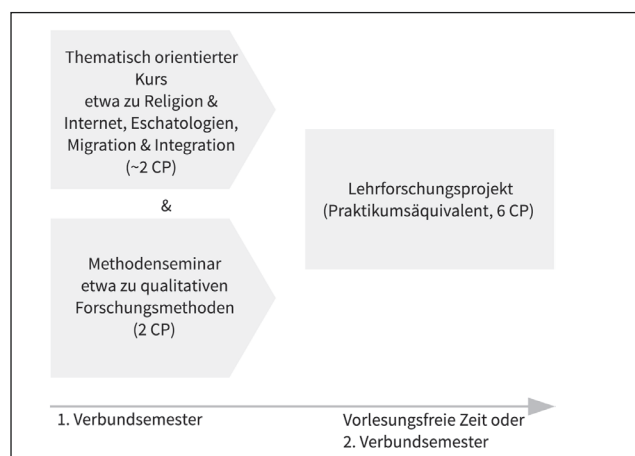 Thematisch orientierter
Kurs
etwa zu Religion &
Internet, Eschatologien,
Migration & Integration
(~2 CP)
&
Methodenseminar
etwa zu qualitativen
Forschungsmethoden
(2 CP)
Lehrforschungsprojekt
(Praktikumsäquivalent, 6 CP)
1. Verbundsemester
Vorlesungsfreie Zeit oder
2. Verbundsemester